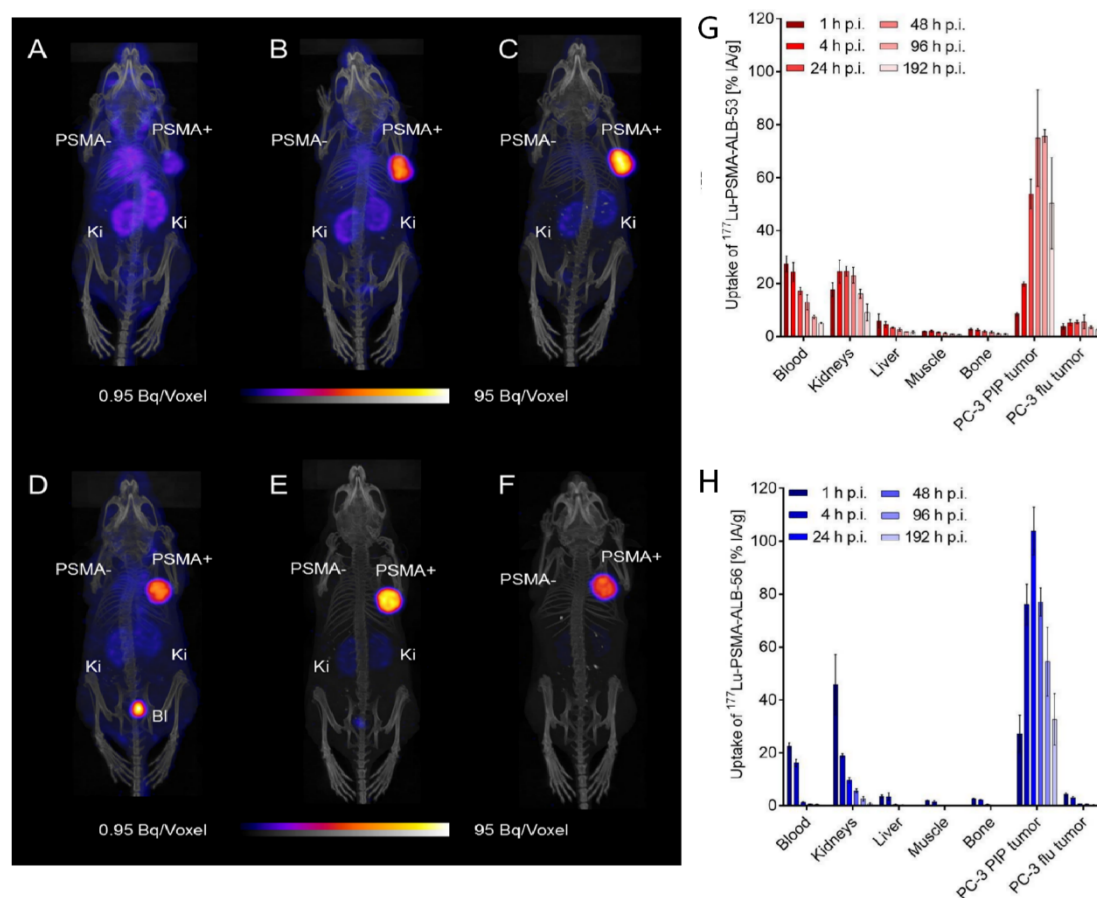 A
B
C
PSMA-
PSMA+
Ki
Ki
PSMA-
PSMA+
Ki
Ki
PSMA-
PSMA+
Ki
Ki
0.95 Bq/Voxel
95 Bq/Voxel
D
E
F
PSMA-
PSMA+
Ki
Ki
Bl
PSMA-
PSMA+
Ki
Ki
PSMA-
PSMA+
0.95 Bq/Voxel
95 Bq/Voxel
G
Uptake of ¹⁷⁷Lu-PSMA-ALB-53 [% IA/g]
120
100
80
60
40
20
0
1 h p.i.
4 h p.i.
24 h p.i.
48 h p.i.
96 h p.i.
192 h p.i.
Blood
Kidneys
Liver
Muscle
Bone
PC-3 PIP tumor
PC-3 flu tumor
H
Uptake of ¹⁷⁷Lu-PSMA-ALB-56 [% IA/g]
120
100
80
60
40
20
0
1 h p.i.
4 h p.i.
24 h p.i.
48 h p.i.
96 h p.i.
192 h p.i.
Blood
Kidneys
Liver
Muscle
Bone
PC-3 PIP tumor
PC-3 flu tumor